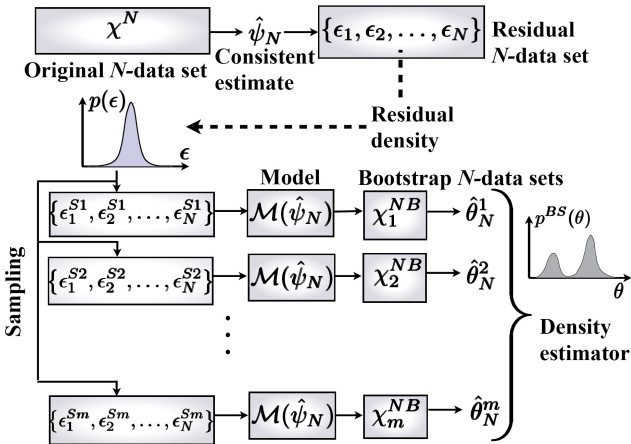 χ^N
ψ̂_N
{ϵ_1, ϵ_2, . . . , ϵ_N}
Residual
N-data set
Original N-data set
Consistent
estimate
p(ϵ)
ϵ
Residual
density
Model
Bootstrap N-data sets
Sampling
{ϵ_1^{S1}, ϵ_2^{S1}, . . . , ϵ_N^{S1}}
M(ψ̂_N)
χ_1^{NB}
θ̂_N^1
p^{BS}(θ)
θ
{ϵ_1^{S2}, ϵ_2^{S2}, . . . , ϵ_N^{S2}}
M(ψ̂_N)
χ_2^{NB}
θ̂_N^2
Density
estimator
{ϵ_1^{Sm}, ϵ_2^{Sm}, . . . , ϵ_N^{Sm}}
M(ψ̂_N)
χ_m^{NB}
θ̂_N^m